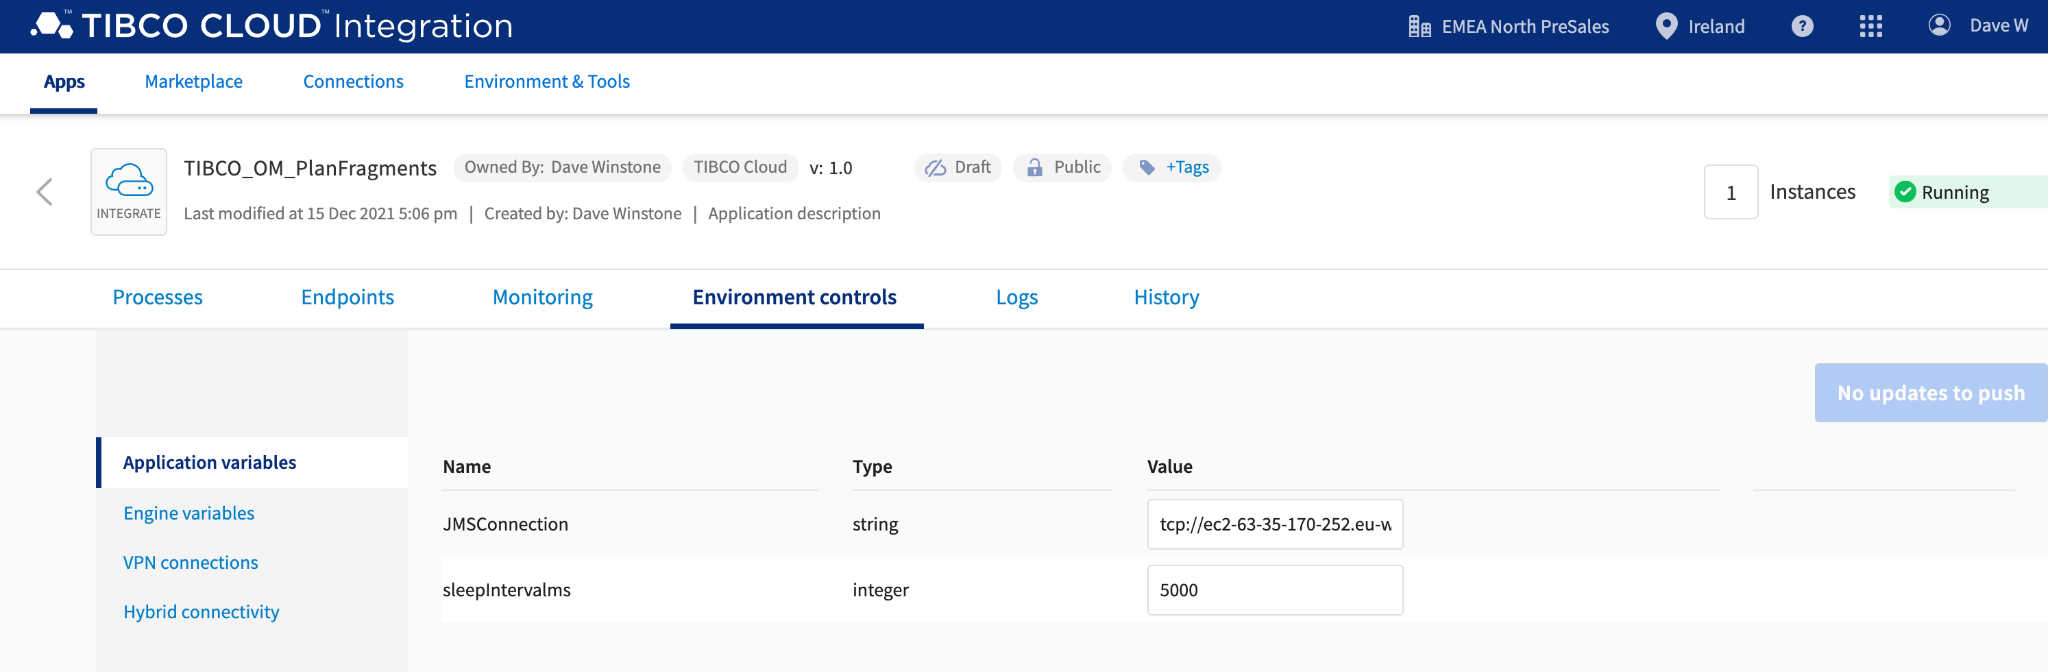 TIBCO CLOUD™ Integration
EMEA North PreSales
Ireland
?
Dave W
Apps
Marketplace
Connections
Environment & Tools
INTEGRATE
TIBCO_OM_PlanFragments
Owned By: Dave Winstone
TIBCO Cloud
v: 1.0
Draft
Public
+Tags
Last modified at 15 Dec 2021 5:06 pm | Created by: Dave Winstone | Application description
1
Instances
Running
Processes
Endpoints
Monitoring
Environment controls
Logs
History
No updates to push
Application variables
Engine variables
VPN connections
Hybrid connectivity
Name
Type
Value
JMSConnection
string
tcp://ec2-63-35-170-252.eu-w
sleepIntervalms
integer
5000